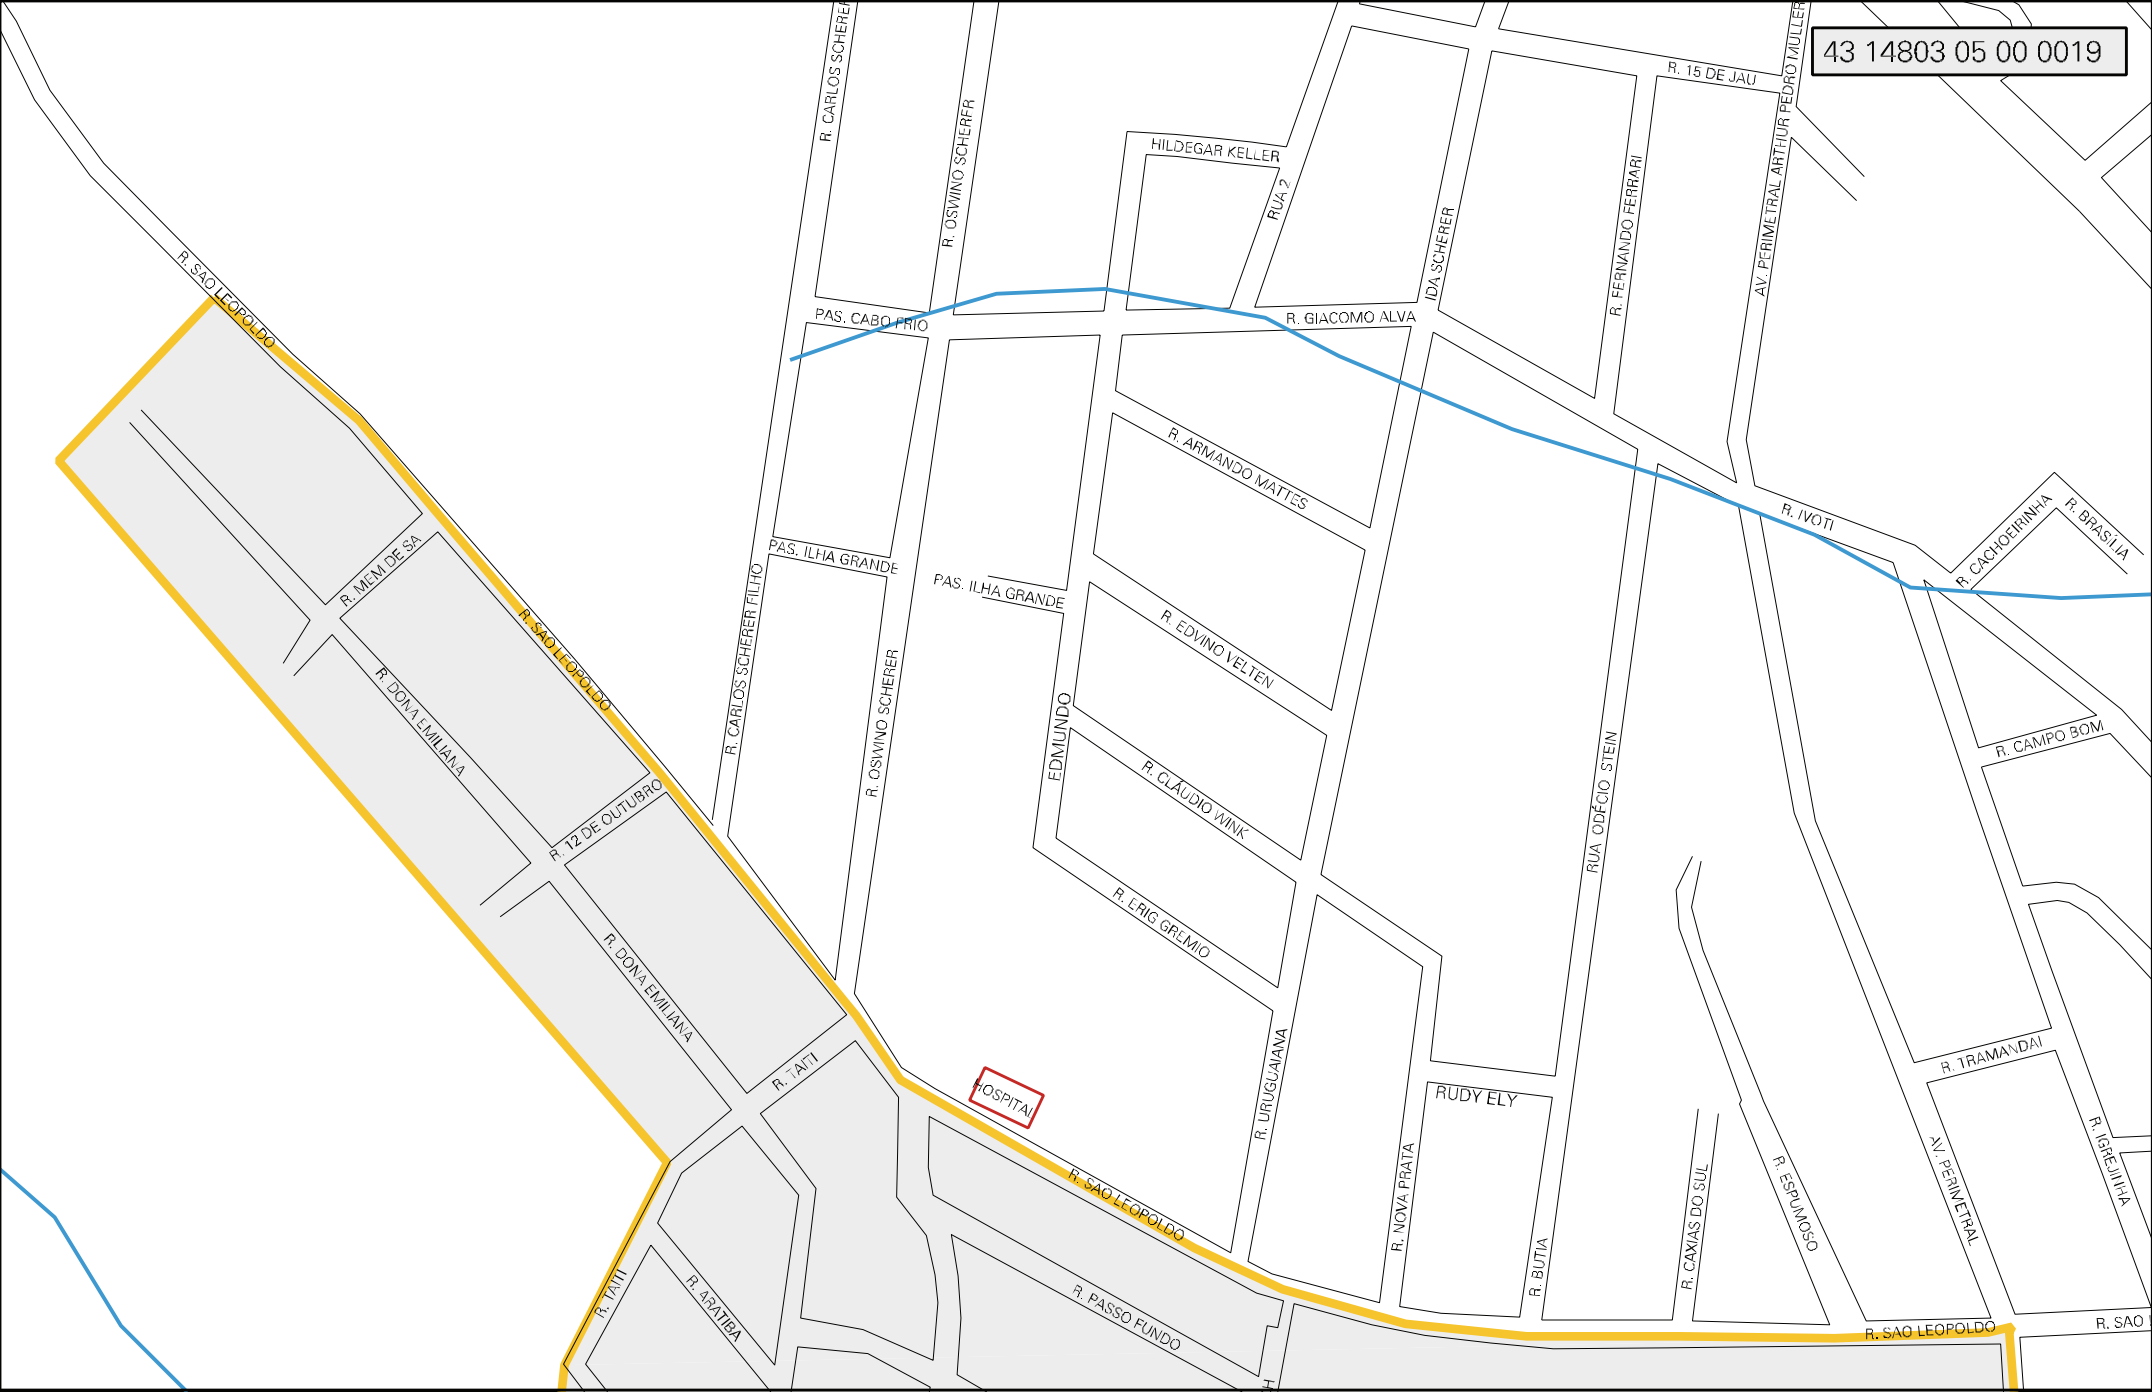 R. CARLOS SCHERER
43 14803 05 00 0019
R. 15 DE JAU
AV. PERIMETRAL ARTHUR PEDRO MULLER
R. OSWINO SCHERER
HILDEGAR KELLER
RUA 2
IDA SCHERER
R. FERNANDO FERRARI
R. SAO LEOPOLDO
PAS. CABO FRIO
R. GIACOMO ALVA
R. ARMANDO MATTES
R. IVOTI
R. CACHOEIRINHA
R. BRASÍLIA
R. MEM DE SA
PAS. ILHA GRANDE
PAS. ILHA GRANDE
R. CARLOS SCHERER FILHO
R. SAO LEOPOLDO
R. EDVINO VELTEN
R. OSWINO SCHERER
R. DONA EMILIANA
EDMUNDO
R. CAMPO BOM
R. CLÁUDIO WINK
RUA ODÉCIO STEIN
R. 12 DE OUTUBRO
R. ERIG GREMIO
R. DONA EMILIANA
R. TAITI
HOSPITAL
R. URUGUAIANA
RUDY ELY
R. TRAMANDAI
R. IGREJINHA
R. SAO LEOPOLDO
R. NOVA PRATA
R. CAXIAS DO SUL
R. ESPUMOSO
AV. PERIMETRAL
R. BUTIA
R. TAITI
R. ARATIBA
R. PASSO FUNDO
R. SAO LEOPOLDO
R. SAO
H